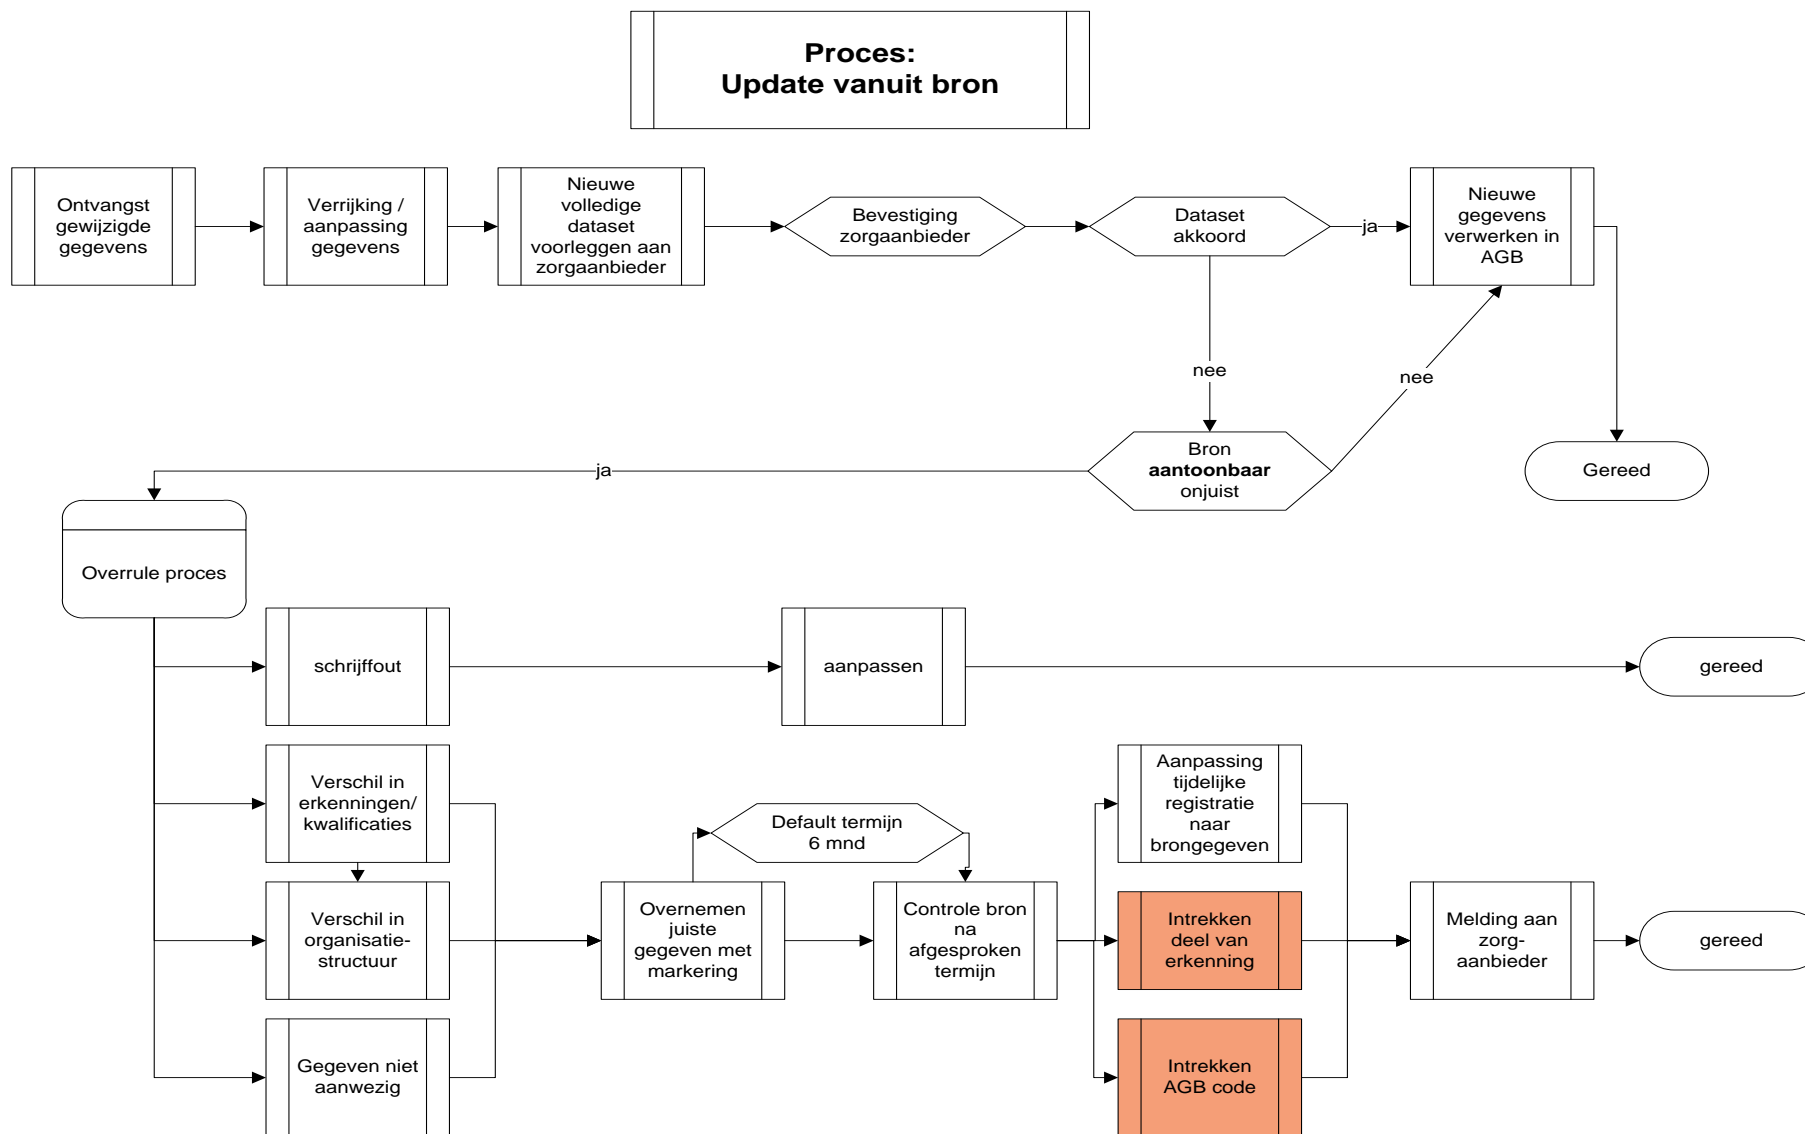 Proces:
Update vanuit bron
Ontvangst
gewijzigde
gegevens
Verrijking /
aanpassing
gegevens
Nieuwe
volledige
dataset
voorleggen aan
zorgaanbieder
Bevestiging
zorgaanbieder
Dataset
akkoord
ja
Nieuwe
gegevens
verwerken in
AGB
nee
nee
Bron
aantoonbaar
onjuist
Gereed
ja
Overrule proces
schrijffout
aanpassen
gereed
Verschil in
erkenningen/
kwalificaties
Default termijn
6 mnd
Aanpassing
tijdelijke
registratie
naar
brongegeven
Verschil in
organisatie-
structuur
Overnemen
juiste
gegeven met
markering
Controle bron
na
afgesproken
termijn
Intrekken
deel van
erkenning
Melding aan
zorg-
aanbieder
gereed
Gegeven niet
aanwezig
Intrekken
AGB code